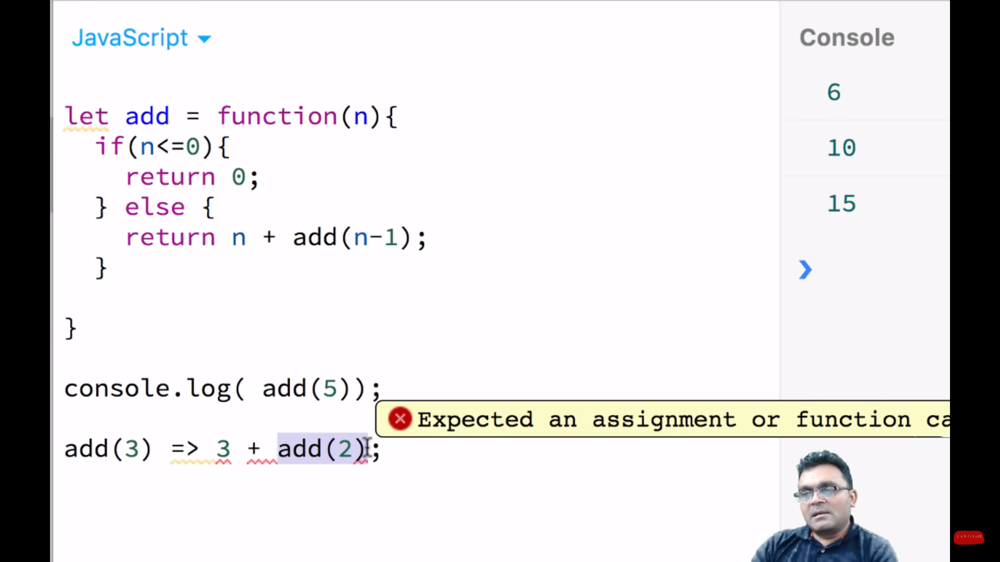 JavaScript
let add = function(n){
if(n<=0){
return 0;
} else {
return n + add(n-1);
}
}
console.log( add(5));
Expected an assignment or function ca
add(3) => 3 + add(2);
Console
6
10
15
SUBSCRIBE